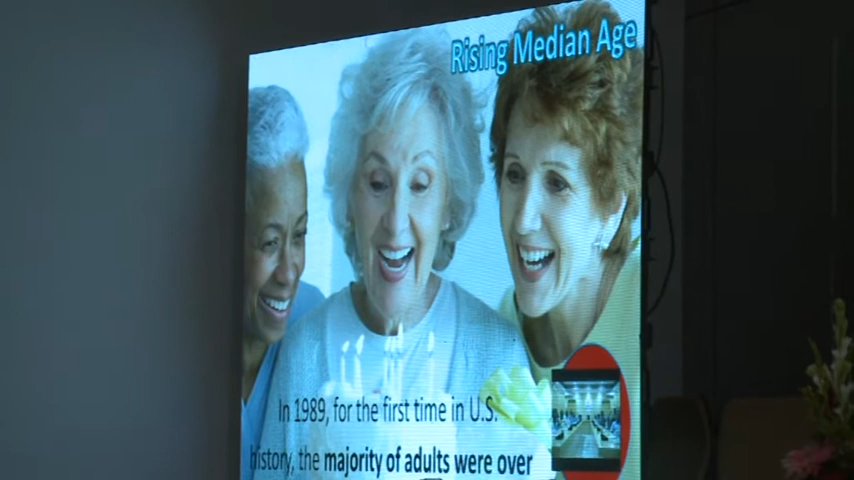 Rising Median Age
In 1989, for the first time in U.S.
history, the majority of adults were over